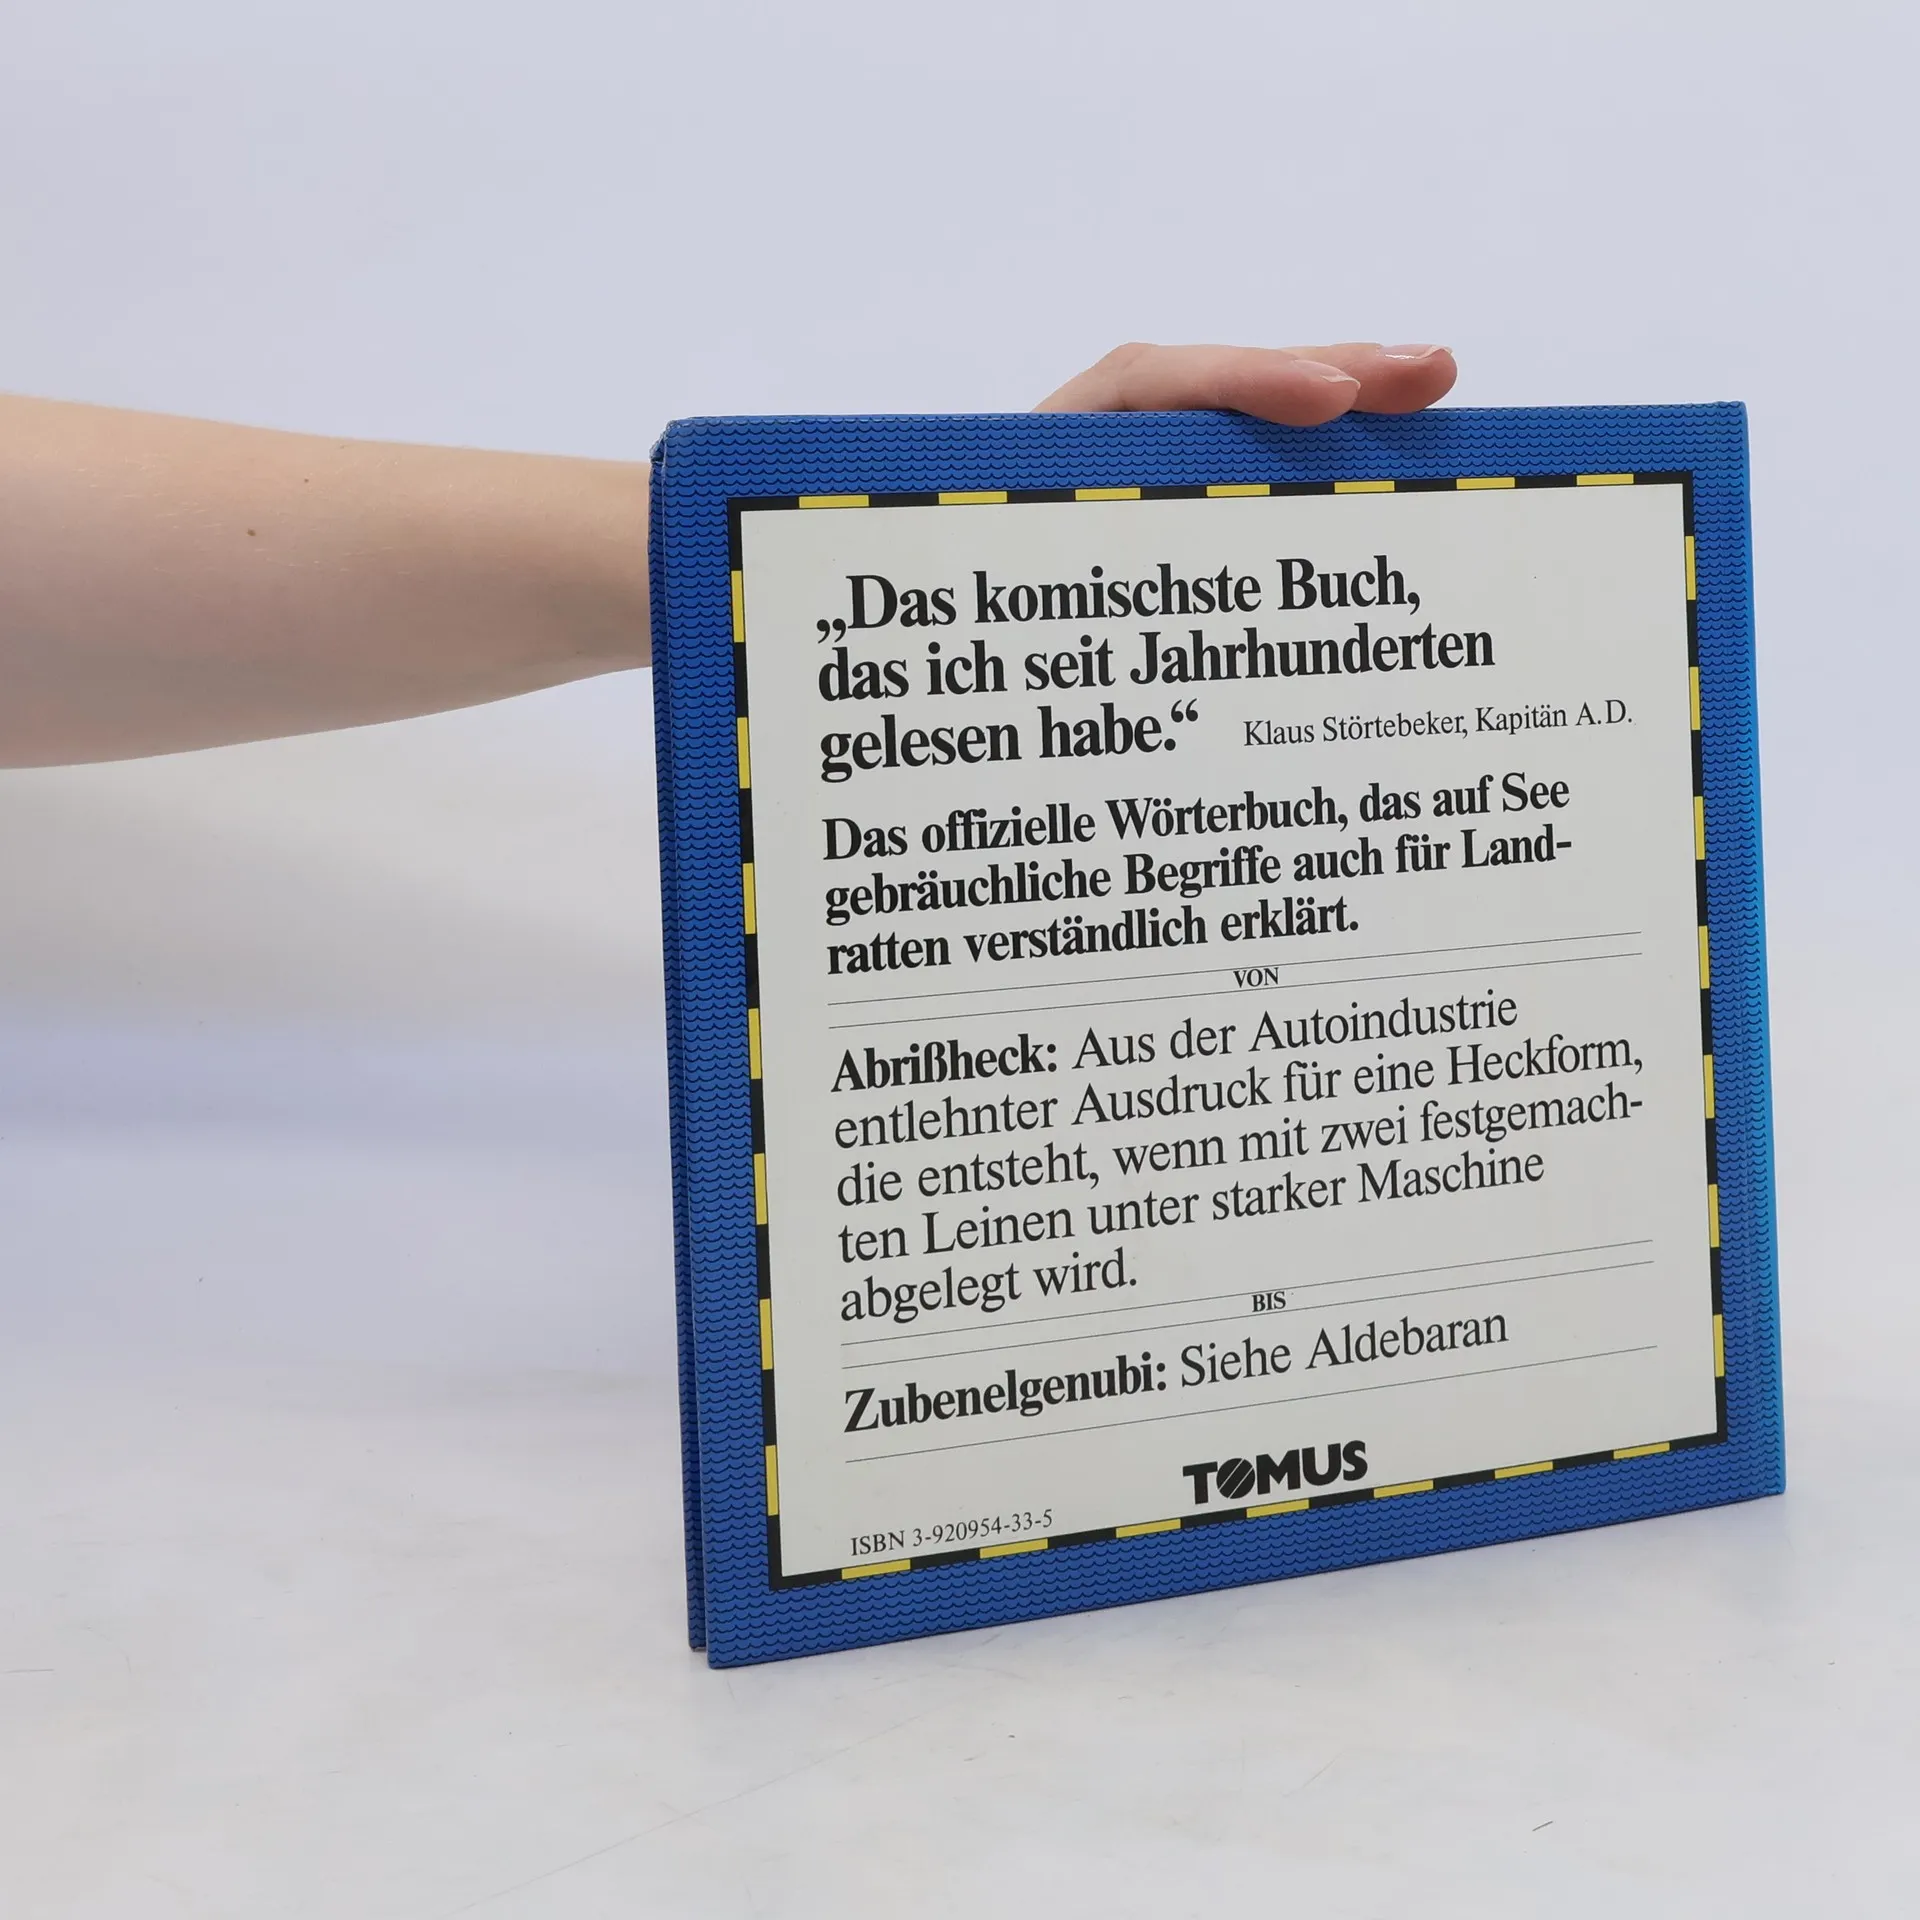 „Das komischste Buch,
das ich seit Jahrhunderten
gelesen habe.“ Klaus Störtebeker, Kapitän A.D.
Das offizielle Wörterbuch, das auf See
gebräuchliche Begriffe auch für Land-
ratten verständlich erklärt.
VON
Abrißheck: Aus der Autoindustrie
entlehnter Ausdruck für eine Heckform,
die entsteht, wenn mit zwei festgemach-
ten Leinen unter starker Maschine
abgelegt wird.
BIS
Zubenelgenubi: Siehe Aldebaran
TOMUS
ISBN 3-920954-33-5